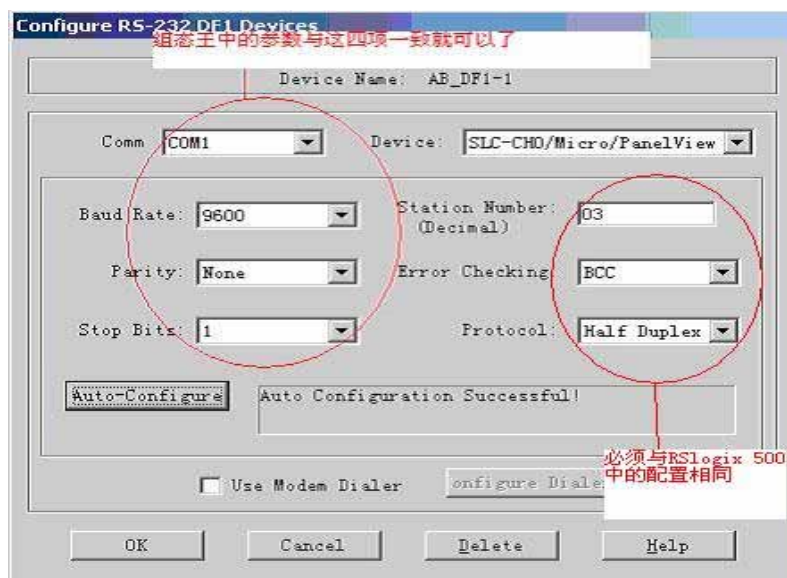 Configure RS-232 DF1 Devices
组态王中的参数与这四项一致就可以了
Device Name: AB_DF1-1
Comm COM1 Device: SLC-CH0/Micro/PanelView
Baud Rate: 9600 Station Number: 03
(Decimal)
Parity: None Error Checking BCC
Stop Bits: 1 Protocol: Half Duplex
Auto-Configure Auto Configuration Successful!
必须与RSlogix 500
中的配置相同
Use Modem Dialer onfigure Diale
OK Cancel Delete Help